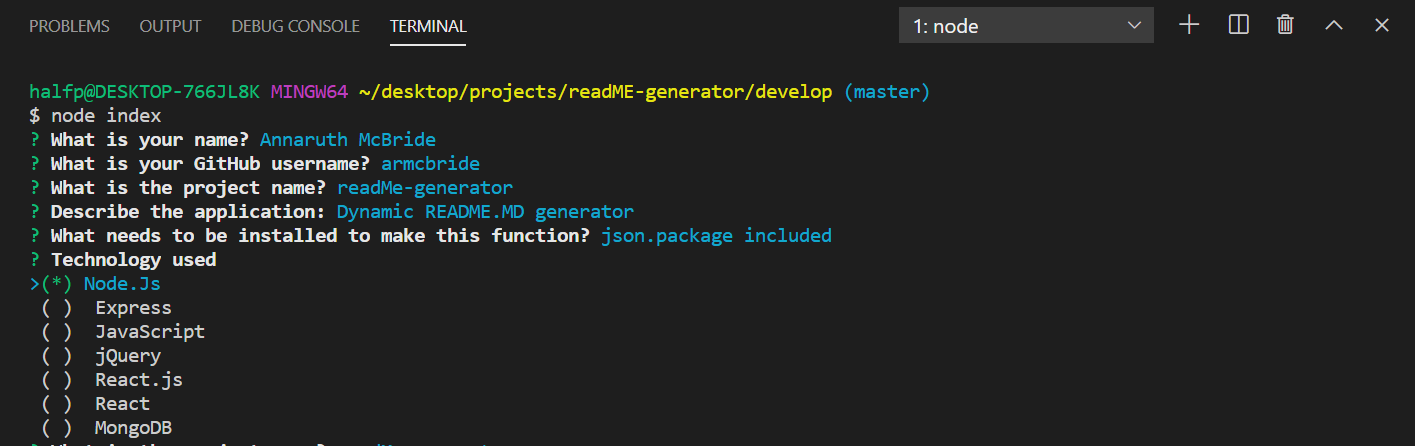 PROBLEMS OUTPUT DEBUG CONSOLE TERMINAL 1: node
halfp@DESKTOP-766JL8K MINGW64 ~/desktop/projects/readME-generator/develop (master)
$ node index
? What is your name? Annaruth McBride
? What is your GitHub username? armcbride
? What is the project name? readMe-generator
? Describe the application: Dynamic README.MD generator
? What needs to be installed to make this function? json.package included
? Technology used
>(*) Node.Js
( ) Express
( ) JavaScript
( ) jQuery
( ) React.js
( ) React
( ) MongoDB